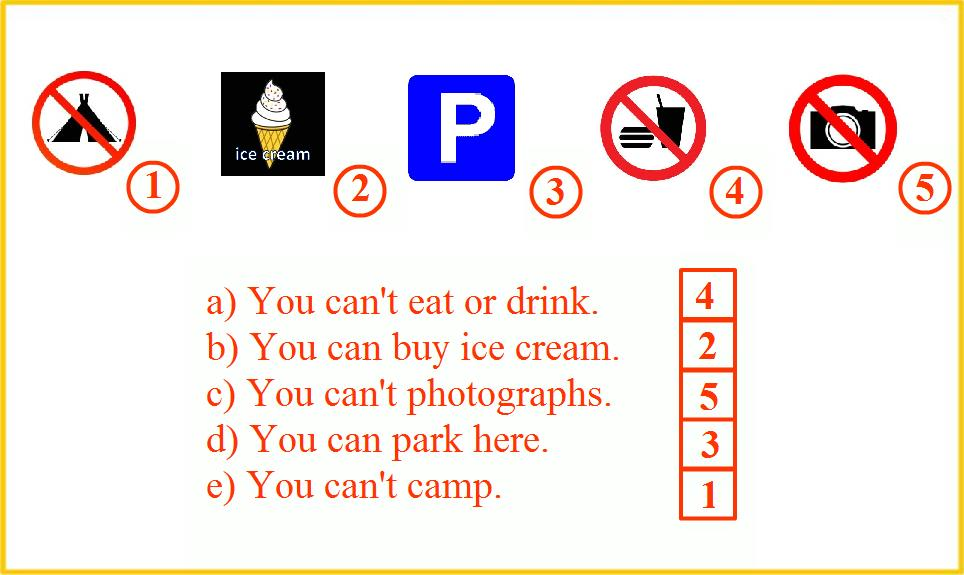 ice cream
P
1
2
3
4
5
a) You can't eat or drink. 4
b) You can buy ice cream. 2
c) You can't photographs. 5
d) You can park here. 3
e) You can't camp. 1